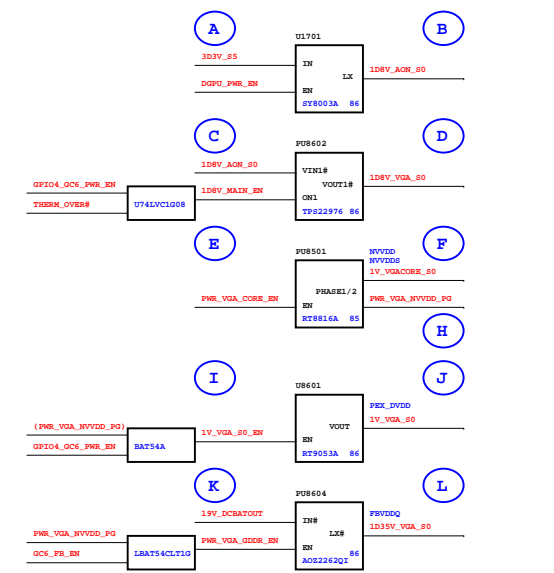 A
B
U1701
3D3V_S5
IN
LX
1D8V_AON_S0
DGPU_PWR_EN
EN
SY8003A 86
C
D
PU8602
1D8V_AON_S0
VIN1#
VOUT1#
1D8V_VGA_S0
GPIO4_GC6_PWR_EN
1D8V_MAIN_EN
ON1
THERM_OVER#
U74LVC1G08
TPS22976 86
E
F
PU8501
NVVDD
NVVDDS
1V_VGACORE_S0
PHASE1/2
PWR_VGA_CORE_EN
EN
PWR_VGA_NVVDD_PG
RT8816A 85
H
I
J
U8601
PEX_DVDD
1V_VGA_S0
(PWR_VGA_NVVDD_PG)
VOUT
1V_VGA_S0_EN
EN
GPIO4_GC6_PWR_EN
BAT54A
RT9053A 86
K
L
PU8604
19V_DCBATOUT
FBVDDQ
IN#
1D35V_VGA_S0
PWR_VGA_NVVDD_PG
LX#
PWR_VGA_GDDR_EN
EN
GC6_FB_EN
LBAT54CLT1G
86
AOZ2262QI